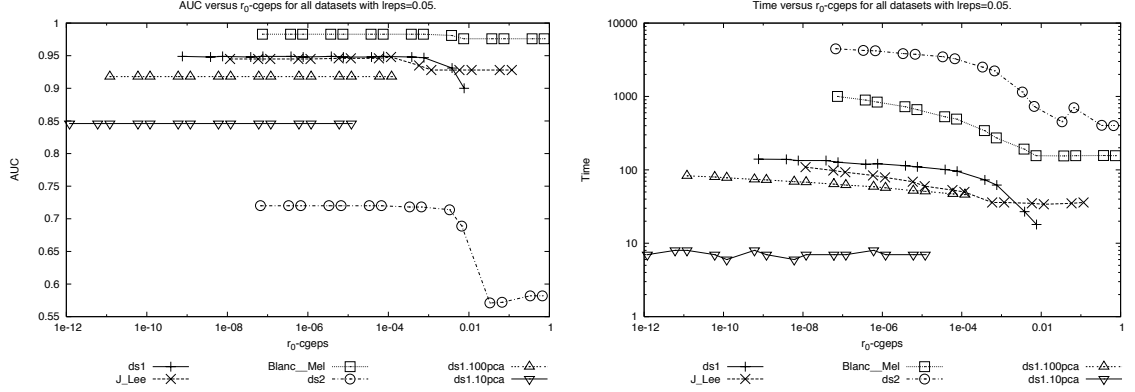 AUC versus r₀-cgeps for all datasets with lreps=0.05.
1
0.95
0.9
0.85
0.8
0.75
0.7
0.65
0.6
0.55
AUC
1e-12 1e-10 1e-08 1e-06 1e-04 0.01 1
r₀-cgeps
ds1 Blanc__Mel ds1.100pca
J_Lee ds2 ds1.10pca
Time versus r₀-cgeps for all datasets with lreps=0.05.
10000
1000
100
10
1
Time
1e-12 1e-10 1e-08 1e-06 1e-04 0.01 1
r₀-cgeps
ds1 Blanc__Mel ds1.100pca
J_Lee ds2 ds1.10pca